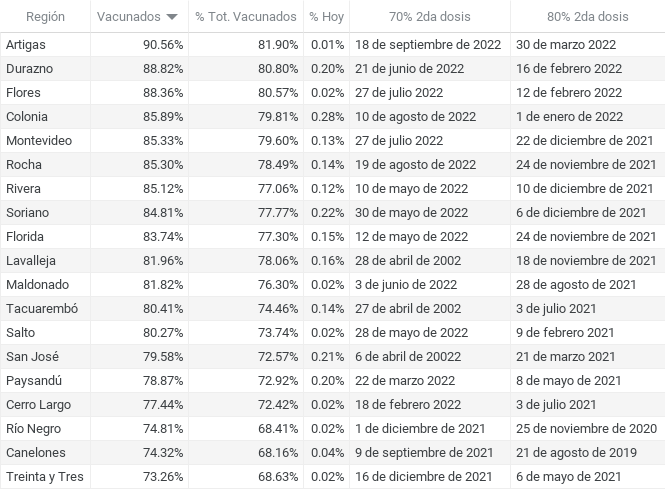 Región Vacunados % Tot. Vacunados % Hoy 70% 2da dosis 80% 2da dosis
Artigas 90.56% 81.90% 0.01% 18 de septiembre de 2022 30 de marzo 2022
Durazno 88.82% 80.80% 0.20% 21 de junio de 2022 16 de febrero 2022
Flores 88.36% 80.57% 0.02% 27 de julio 2022 12 de febrero 2022
Colonia 85.89% 79.81% 0.28% 10 de agosto de 2022 1 de enero de 2022
Montevideo 85.33% 79.60% 0.13% 27 de julio 2022 22 de diciembre de 2021
Rocha 85.30% 78.49% 0.14% 19 de agosto de 2022 24 de noviembre de 2021
Rivera 85.12% 77.06% 0.12% 10 de mayo de 2022 10 de diciembre de 2021
Soriano 84.81% 77.77% 0.22% 30 de mayo de 2022 6 de diciembre de 2021
Florida 83.74% 77.30% 0.15% 12 de mayo de 2022 24 de noviembre de 2021
Lavalleja 81.96% 78.06% 0.16% 28 de abril de 2002 18 de noviembre de 2021
Maldonado 81.82% 76.30% 0.02% 3 de junio de 2022 28 de agosto de 2021
Tacuarembó 80.41% 74.46% 0.14% 27 de abril de 2002 3 de julio 2021
Salto 80.27% 73.74% 0.02% 28 de mayo de 2022 9 de febrero 2021
San José 79.58% 72.57% 0.21% 6 de abril de 20022 21 de marzo 2021
Paysandú 78.87% 72.92% 0.20% 22 de marzo 2022 8 de mayo de 2021
Cerro Largo 77.44% 72.42% 0.02% 18 de febrero 2022 3 de julio 2021
Río Negro 74.81% 68.41% 0.02% 1 de diciembre de 2021 25 de noviembre de 2020
Canelones 74.32% 68.16% 0.04% 9 de septiembre de 2021 21 de agosto de 2019
Treinta y Tres 73.26% 68.63% 0.02% 16 de diciembre de 2021 6 de mayo de 2021